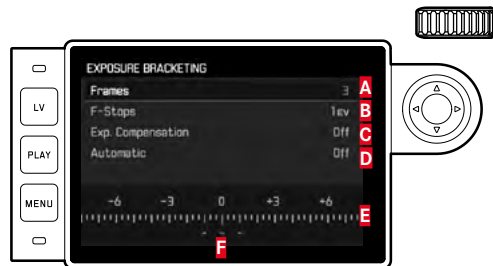 EXPOSURE BRACKETING
Frames 3 A
F-Stops 1EV B
Exp. Compensation Off C
Automatic Off D
LV
PLAY
MENU
-6 -3 0 +3 +6
E
F